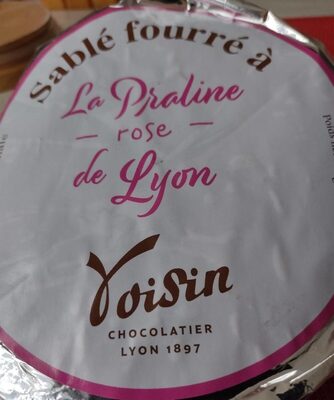 Sablé fourré à
La Praline
— rose —
de Lyon
Voisin
CHOCOLATIER
LYON 1897